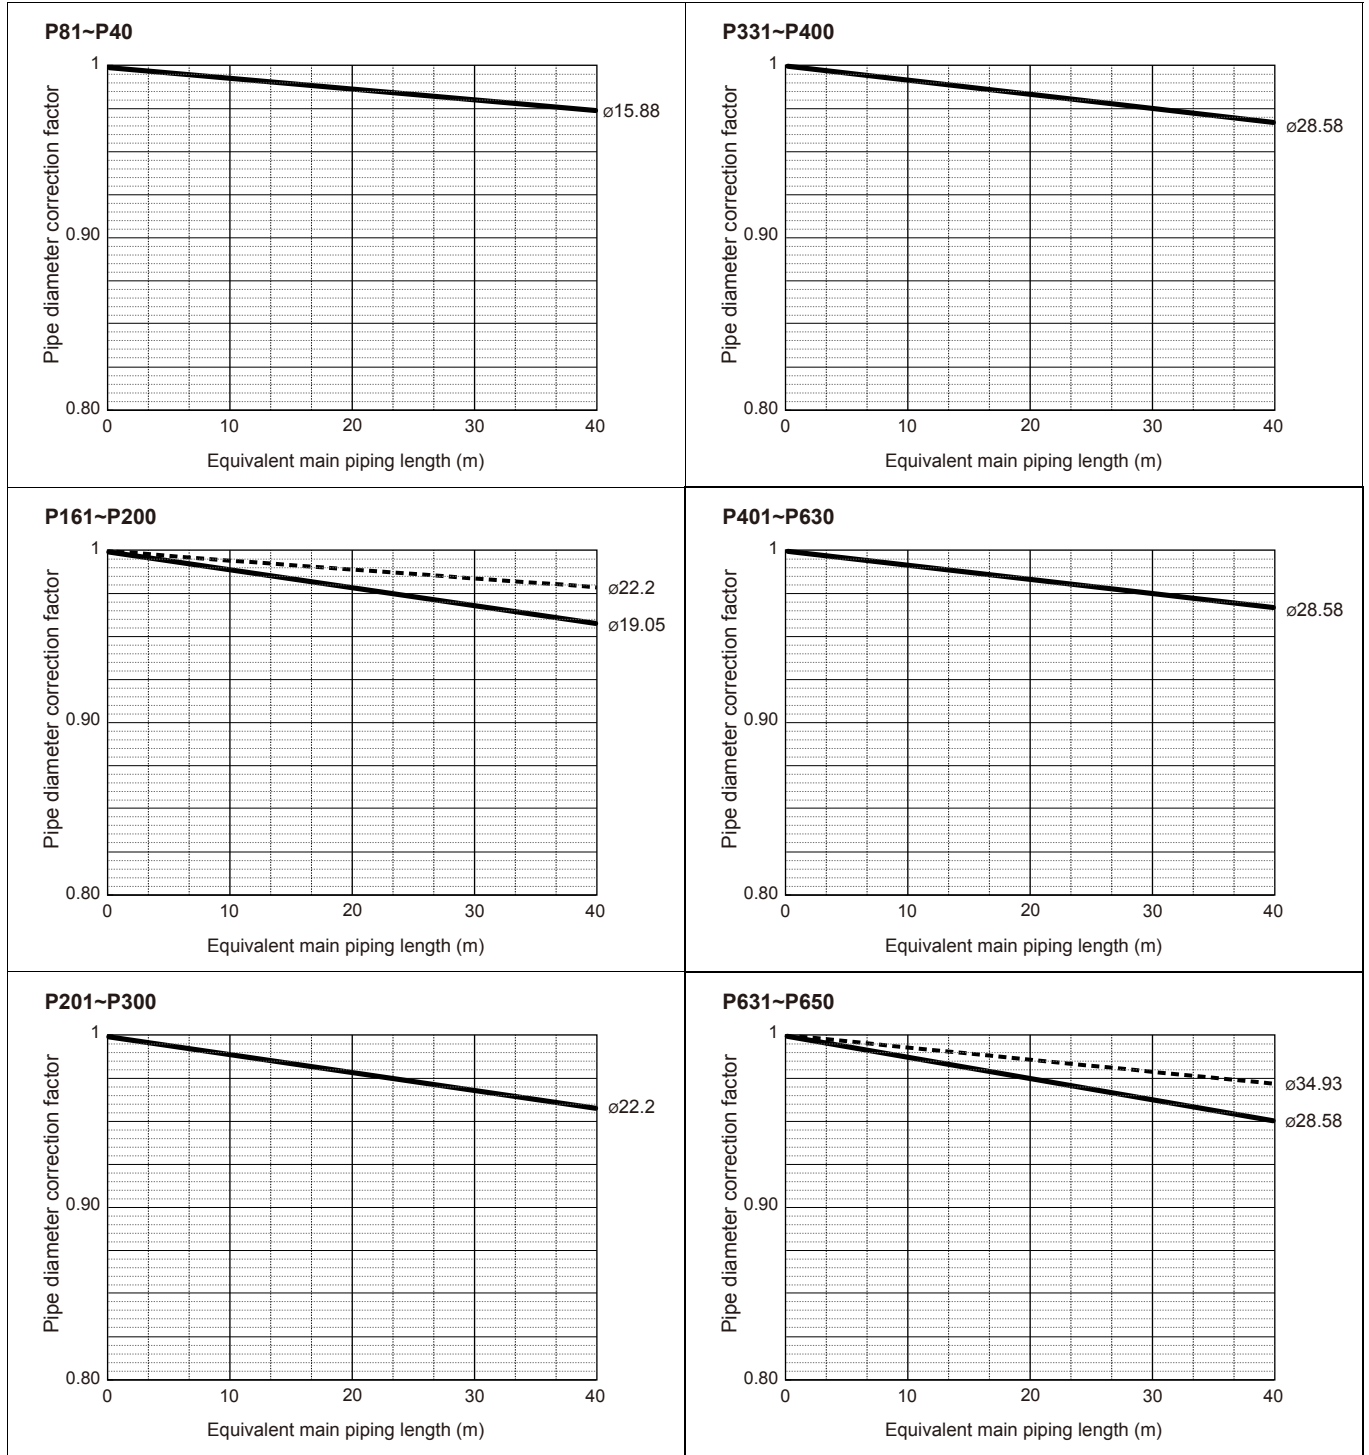 P81~P40
Pipe diameter correction factor
1
0.90
0.80
0
10
20
30
40
Equivalent main piping length (m)
ø15.88
P331~P400
Pipe diameter correction factor
1
0.90
0.80
0
10
20
30
40
Equivalent main piping length (m)
ø28.58
P161~P200
Pipe diameter correction factor
1
0.90
0.80
0
10
20
30
40
Equivalent main piping length (m)
ø22.2
ø19.05
P401~P630
Pipe diameter correction factor
1
0.90
0.80
0
10
20
30
40
Equivalent main piping length (m)
ø28.58
P201~P300
Pipe diameter correction factor
1
0.90
0.80
0
10
20
30
40
Equivalent main piping length (m)
ø22.2
P631~P650
Pipe diameter correction factor
1
0.90
0.80
0
10
20
30
40
Equivalent main piping length (m)
ø34.93
ø28.58